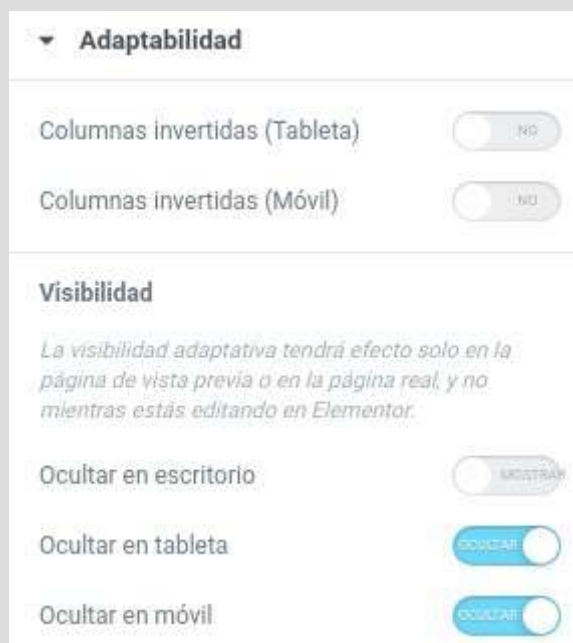 Adaptabilidad
Columnas invertidas (Tableta)
NO
Columnas invertidas (Móvil)
NO
Visibilidad
La visibilidad adaptativa tendrá efecto solo en la
página de vista previa o en la página real, y no
mientras estás editando en Elementor.
Ocultar en escritorio
MOSTRAR
Ocultar en tableta
OCULTAR
Ocultar en móvil
OCULTAR